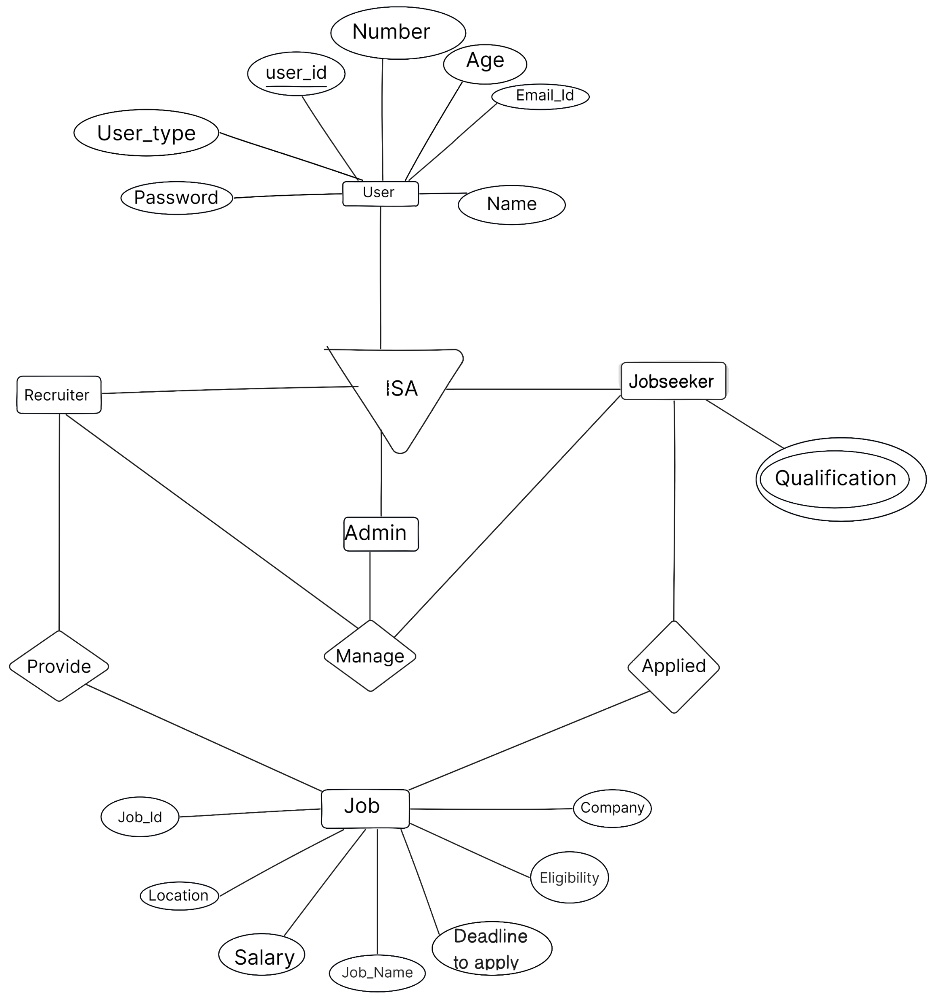 Number
Age
user_id
Email_Id
User_type
User
Password
Name
ISA
Jobseeker
Recruiter
Qualification
Admin
Manage
Provide
Applied
Job
Company
Job_Id
Eligibility
Location
Deadline
to apply
Salary
Job_Name